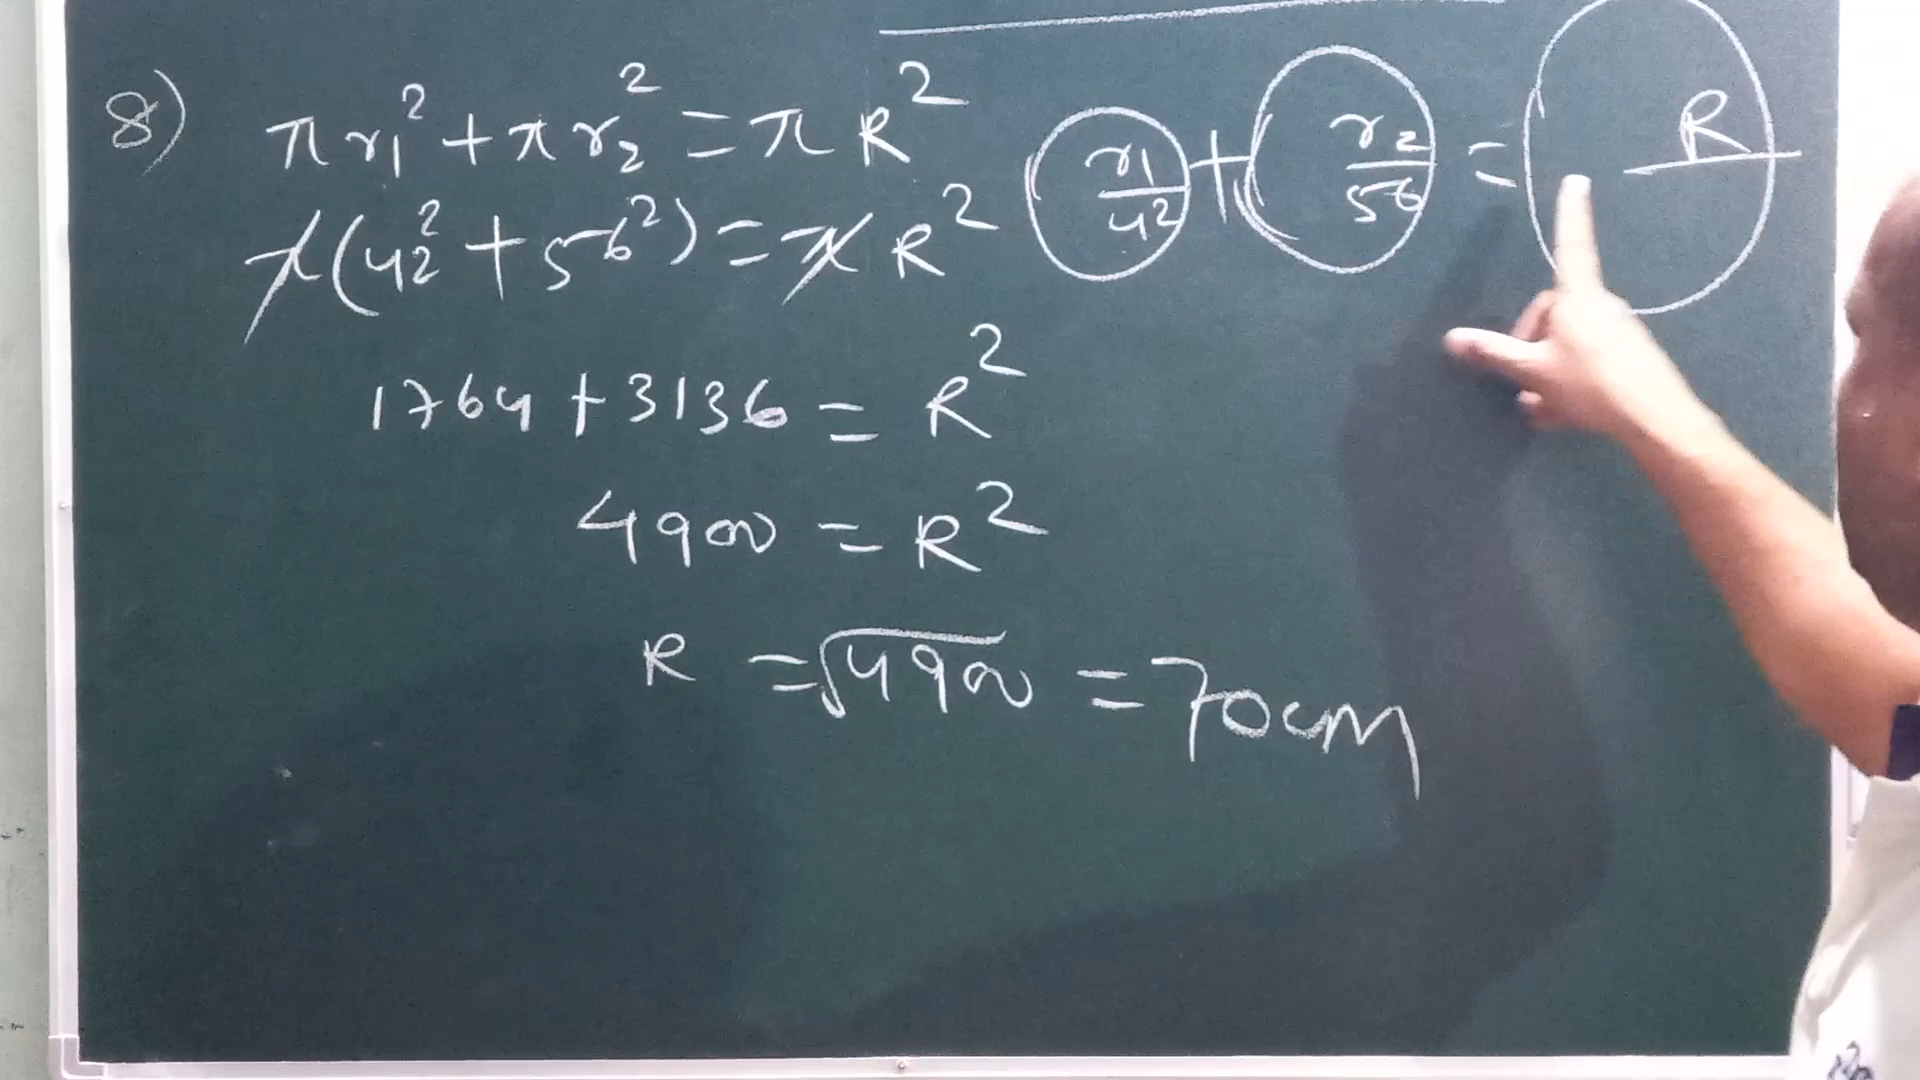 8) πr₁² + πr₂² = πR²
π(42² + 56²) = πR²
1764 + 3136 = R²
4900 = R²
R = √4900 = 70cm
r₁ + r₂ = R
42 56